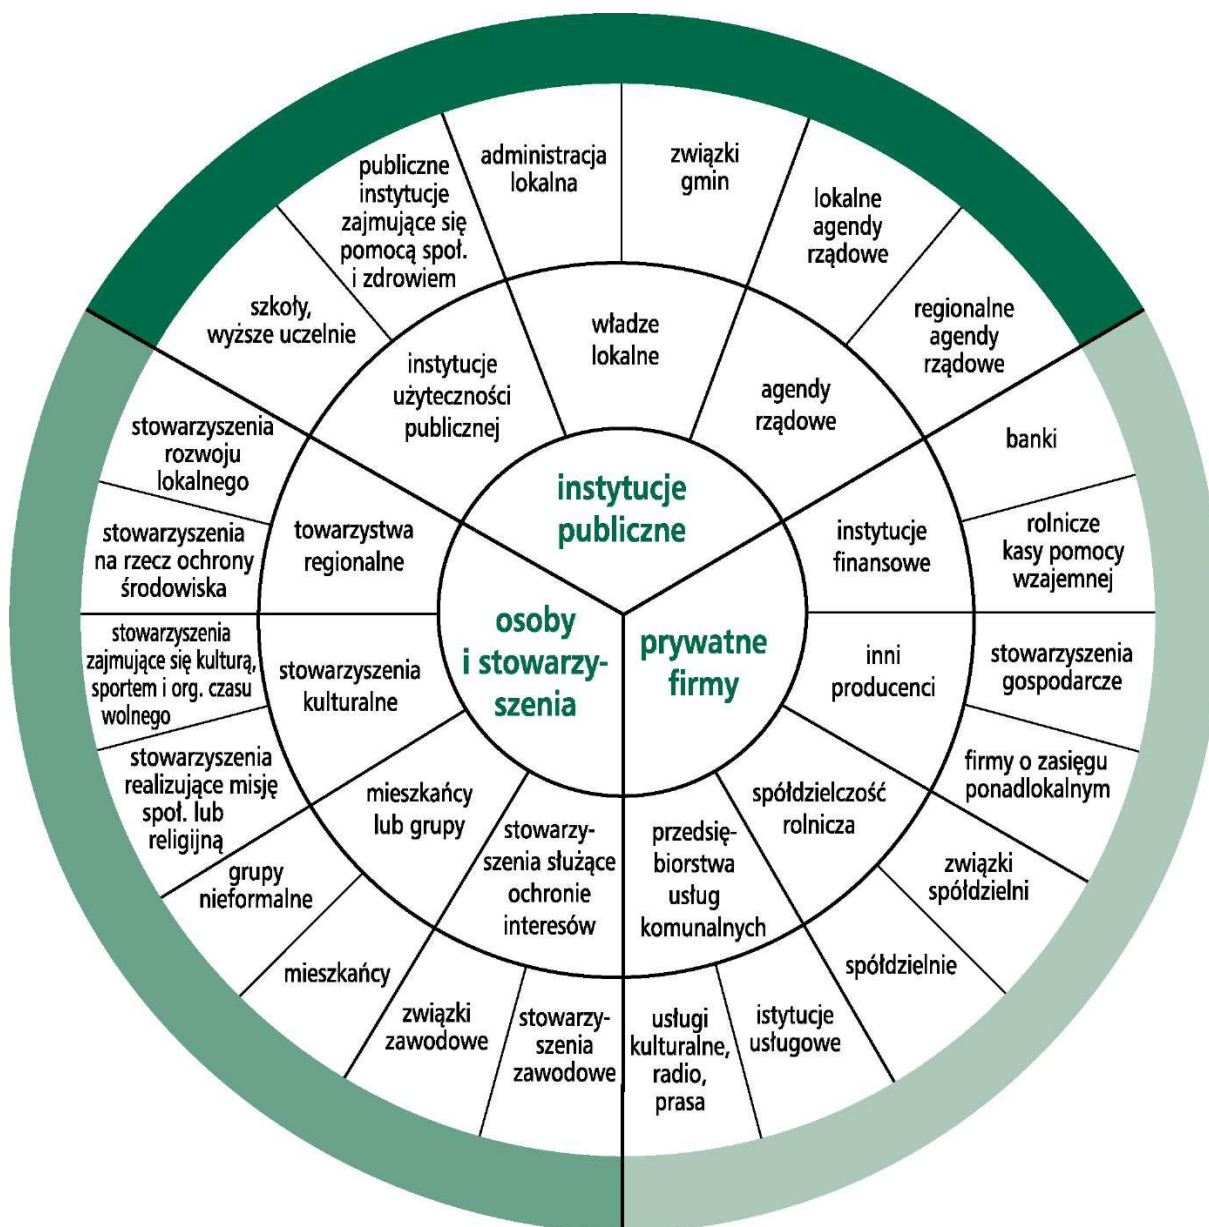 administracja
lokalna
związki
gmin
publiczne
instytucje
zajmujące się
pomocą społ.
i zdrowiem
lokalne
agendy
rządowe
szkoły,
wyższe uczelnie
regionalne
agendy
rządowe
instytucje
użyteczności
publicznej
władze
lokalne
agendy
rządowe
stowarzyszenia
rozwoju
lokalnego
banki
instytucje
publiczne
stowarzyszenia
na rzecz ochrony
środowiska
towarzystwa
regionalne
instytucje
finansowe
rolnicze
kasy pomocy
wzajemnej
osoby
i stowarzy-
szenia
prywatne
firmy
stowarzyszenia
zajmujące się kulturą,
sportem i org. czasu
wolnego
stowarzyszenia
kulturalne
inni
producenci
stowarzyszenia
gospodarcze
stowarzyszenia
realizujące misję
społ. lub
religijną
firmy o zasięgu
ponadlokalnym
mieszkańcy
lub grupy
stowarzy-
szenia służące
ochronie
interesów
przedsię-
biorstwa
usług
komunalnych
spółdzielczość
rolnicza
grupy
nieformalne
związki
spółdzielni
mieszkańcy
spółdzielnie
związki
zawodowe
stowarzy-
szenia
zawodowe
usługi
kulturalne,
radio,
prasa
istytucje
usługowe